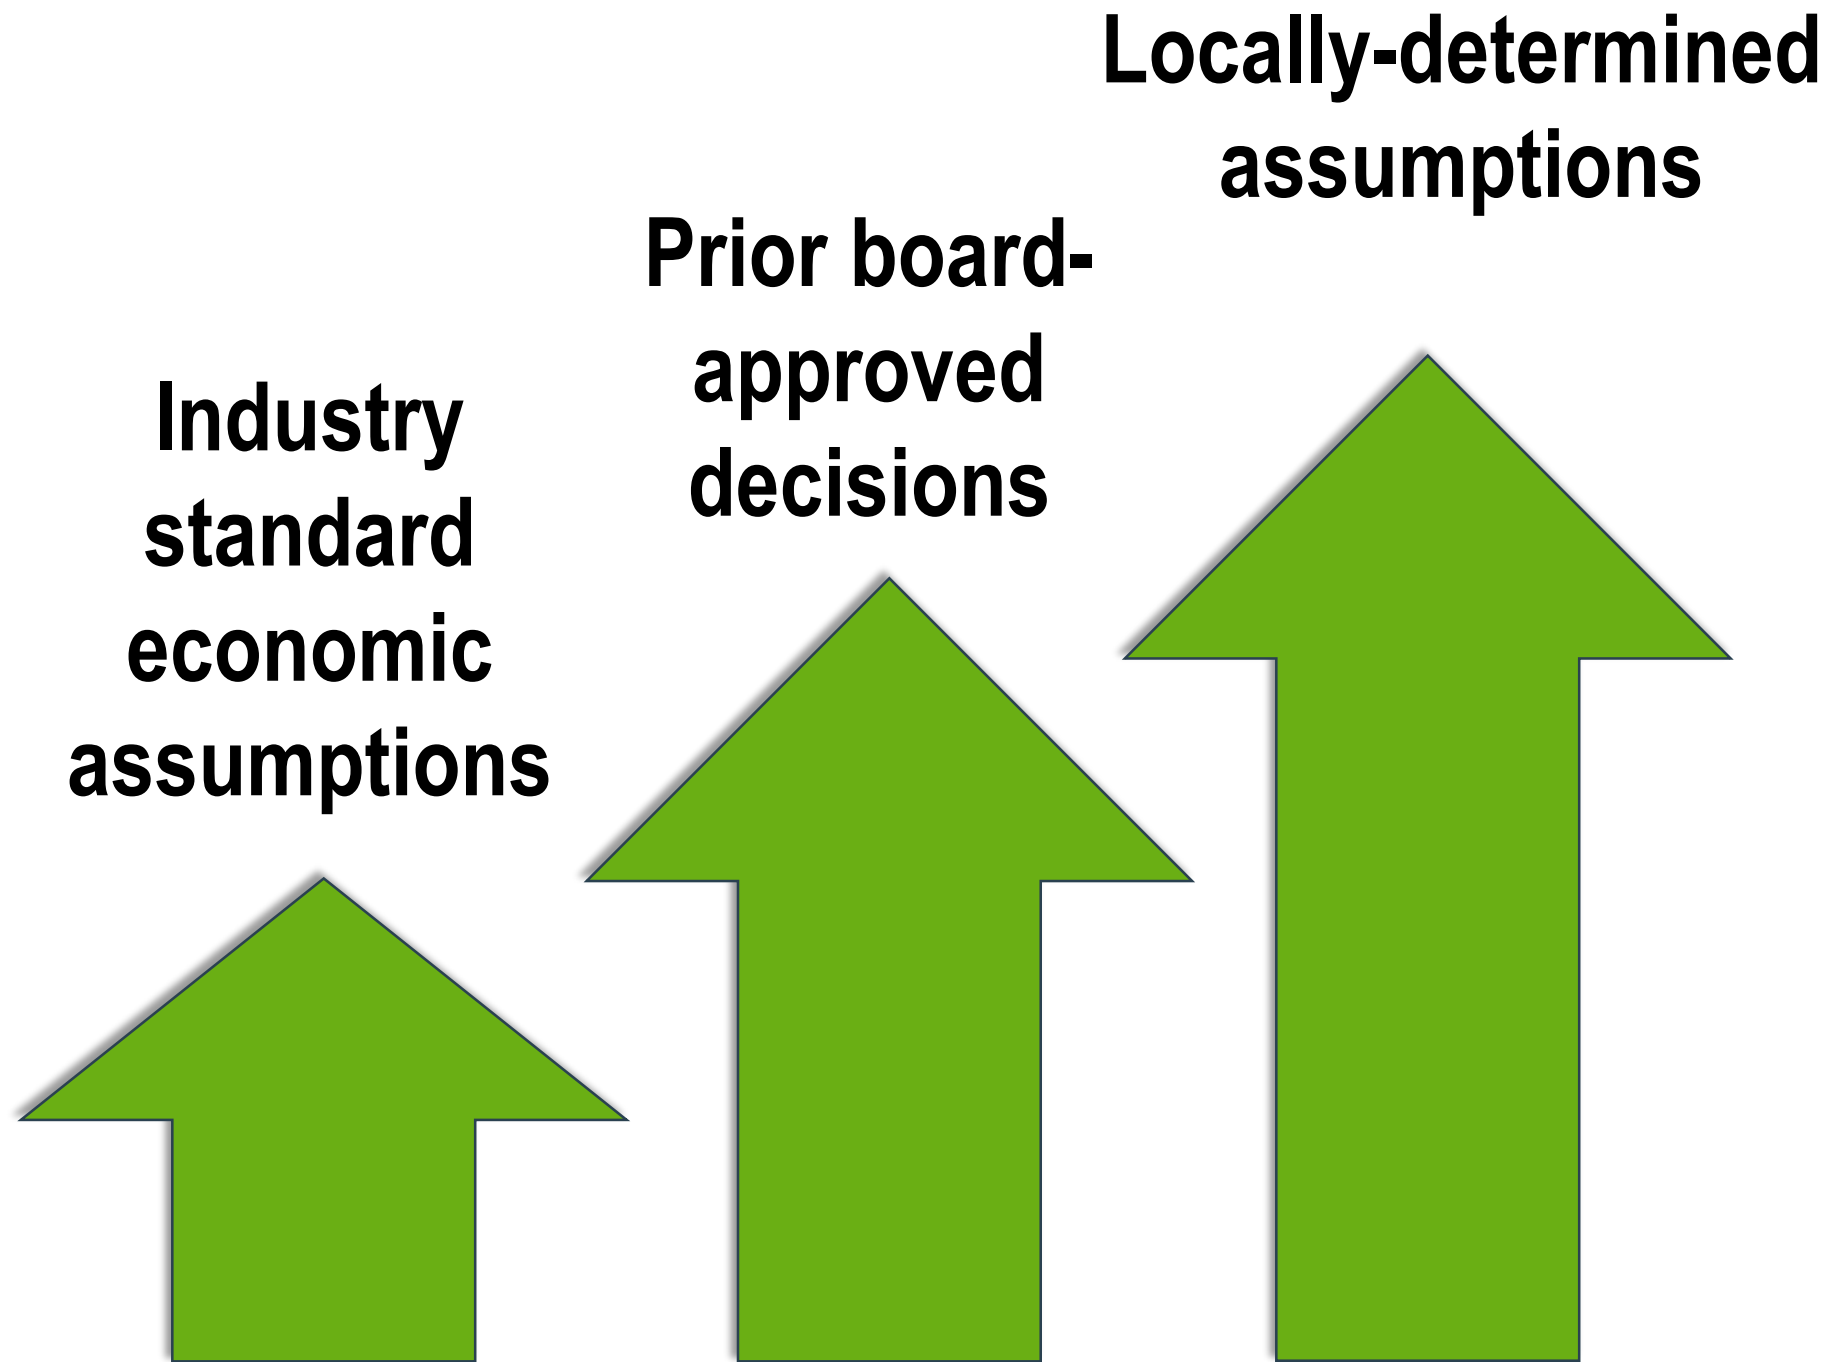 Industry
standard
economic
assumptions
Prior board-
approved
decisions
Locally-determined
assumptions